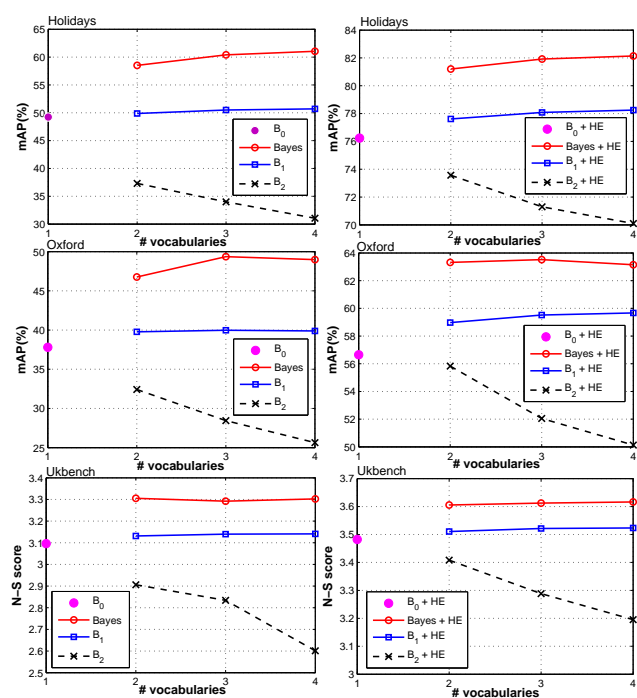 Holidays
65
60
55
50
45
40
35
30
mAP(%)
B0
Bayes
B1
B2
1 2 3 4
# vocabularies
Holidays
84
82
80
78
76
74
72
70
mAP(%)
B0 + HE
Bayes + HE
B1 + HE
B2 + HE
1 2 3 4
# vocabularies
Oxford
50
45
40
35
30
25
mAP(%)
B0
Bayes
B1
B2
1 2 3 4
# vocabularies
Oxford
64
62
60
58
56
54
52
50
mAP(%)
B0 + HE
Bayes + HE
B1 + HE
B2 + HE
1 2 3 4
# vocabularies
Ukbench
3.4
3.3
3.2
3.1
3
2.9
2.8
2.7
2.6
2.5
N−S score
B0
Bayes
B1
B2
1 2 3 4
# vocabularies
Ukbench
3.7
3.6
3.5
3.4
3.3
3.2
3.1
3
N−S score
B0 + HE
Bayes + HE
B1 + HE
B2 + HE
1 2 3 4
# vocabularies